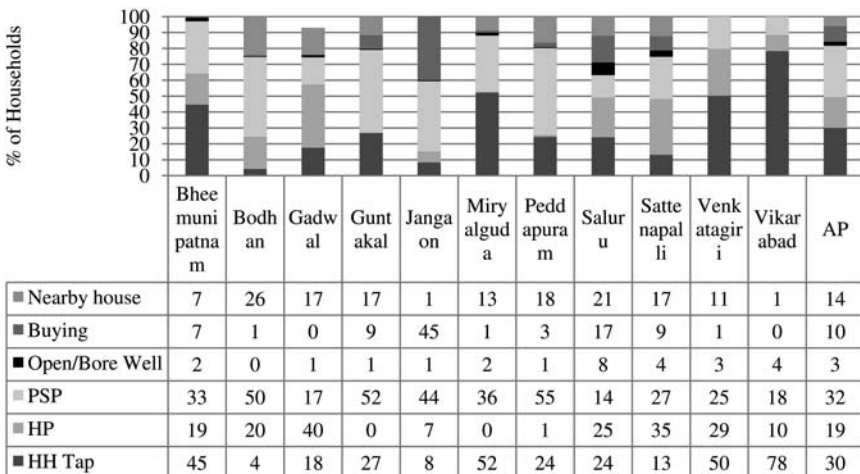 % of Households
100
90
80
70
60
50
40
30
20
10
0
Bhee muni patna m
Bodh an
Gadw al
Gunt akal
Janga on
Miry algud a
Pedd apuram
Salur u
Satte napal li
Venk atagir i
Vikar abad
AP
Nearby house 7 26 17 17 1 13 18 21 17 11 1 14
Buying 7 1 0 9 45 1 3 17 9 1 0 10
Open/Bore Well 2 0 1 1 1 2 1 8 4 3 4 3
PSP 33 50 17 52 44 36 55 14 27 25 18 32
HP 19 20 40 0 7 0 1 25 35 29 10 19
HH Tap 45 4 18 27 8 52 24 24 13 50 78 30